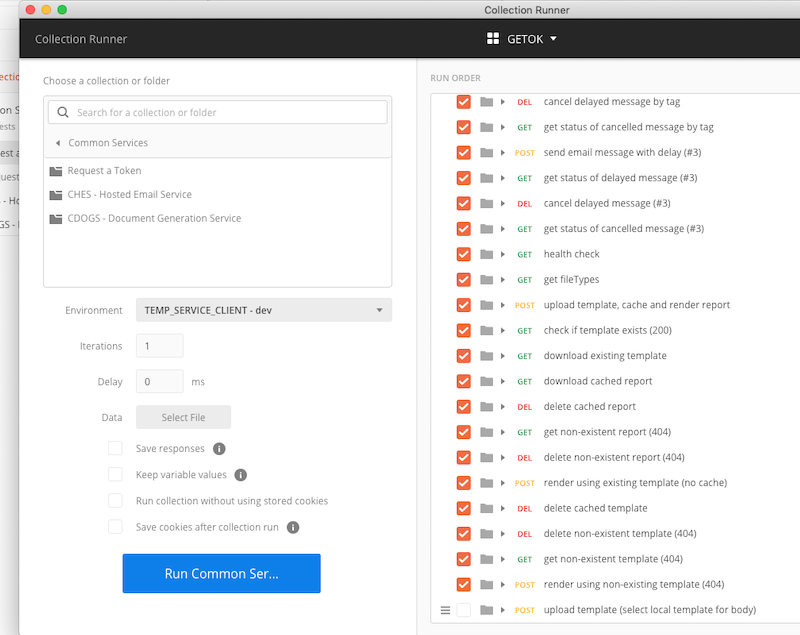 Collection Runner
Collection Runner
GETOK
Choose a collection or folder
Search for a collection or folder
Common Services
Request a Token
CHES - Hosted Email Service
CDOGS - Document Generation Service
Environment
TEMP_SERVICE_CLIENT - dev
Iterations
1
Delay
0
ms
Data
Select File
Save responses
Keep variable values
Run collection without using stored cookies
Save cookies after collection run
Run Common Ser...
RUN ORDER
DEL cancel delayed message by tag
GET get status of cancelled message by tag
POST send email message with delay (#3)
GET get status of delayed message (#3)
DEL cancel delayed message (#3)
GET get status of cancelled message (#3)
GET health check
GET get fileTypes
POST upload template, cache and render report
GET check if template exists (200)
GET download existing template
GET download cached report
DEL delete cached report
GET get non-existent report (404)
DEL delete non-existent report (404)
POST render using existing template (no cache)
DEL delete cached template
DEL delete non-existent template (404)
GET get non-existent template (404)
POST render using non-existing template (404)
POST upload template (select local template for body)